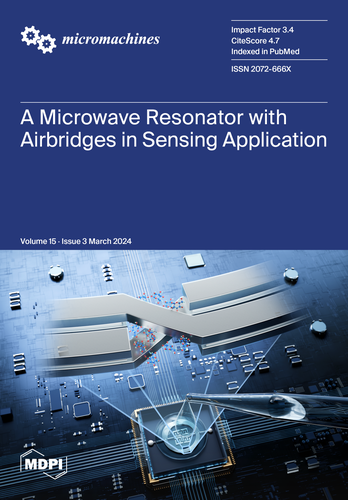 micromachines
Impact Factor 3.4
CiteScore 4.7
Indexed in PubMed
ISSN 2072-666X
A Microwave Resonator with
Airbridges in Sensing Application
Volume 15 · Issue 3 March 2024
MDPI